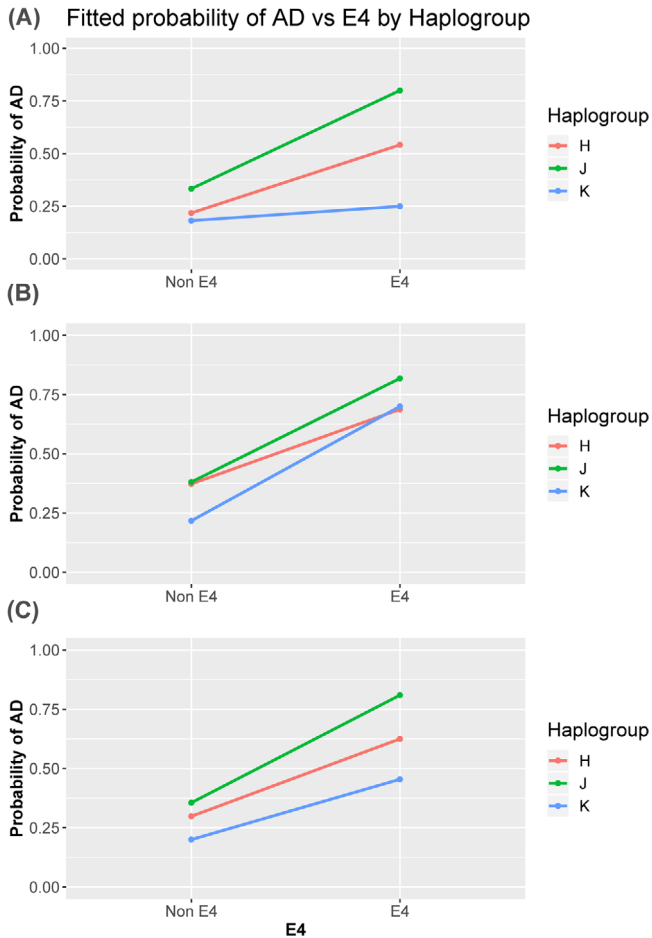 (A) Fitted probability of AD vs E4 by Haplogroup
1.00
0.75
0.50
0.25
0.00
Probability of AD
Non E4 E4
Haplogroup
H
J
K
(B)
1.00
0.75
0.50
0.25
0.00
Probability of AD
Non E4 E4
Haplogroup
H
J
K
(C)
1.00
0.75
0.50
0.25
0.00
Probability of AD
Non E4 E4
E4
Haplogroup
H
J
K